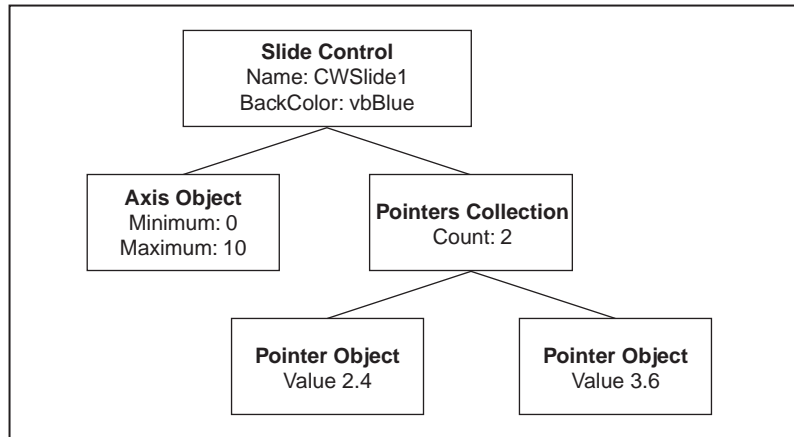 Slide Control
Name: CWSlide1
BackColor: vbBlue
Axis Object
Minimum: 0
Maximum: 10
Pointers Collection
Count: 2
Pointer Object
Value 2.4
Pointer Object
Value 3.6